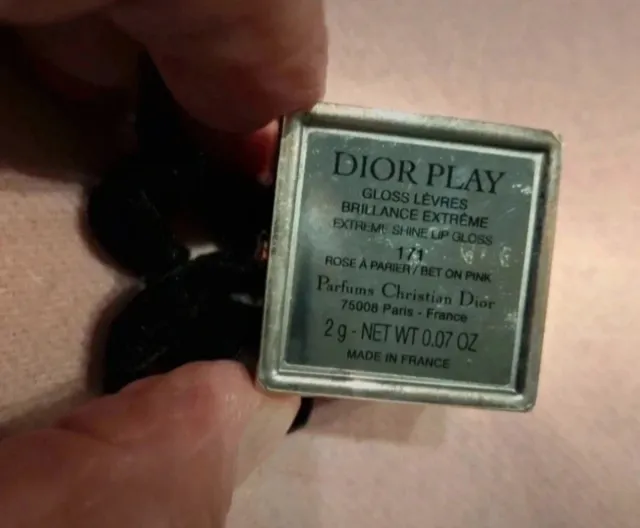 DIOR PLAY
GLOSS LÈVRES
BRILLANCE EXTRÊME
EXTREME SHINE LIP GLOSS
171
ROSE À PARIER / BET ON PINK
Parfums Christian Dior
75008 Paris - France
2 g - NET WT 0.07 OZ
MADE IN FRANCE